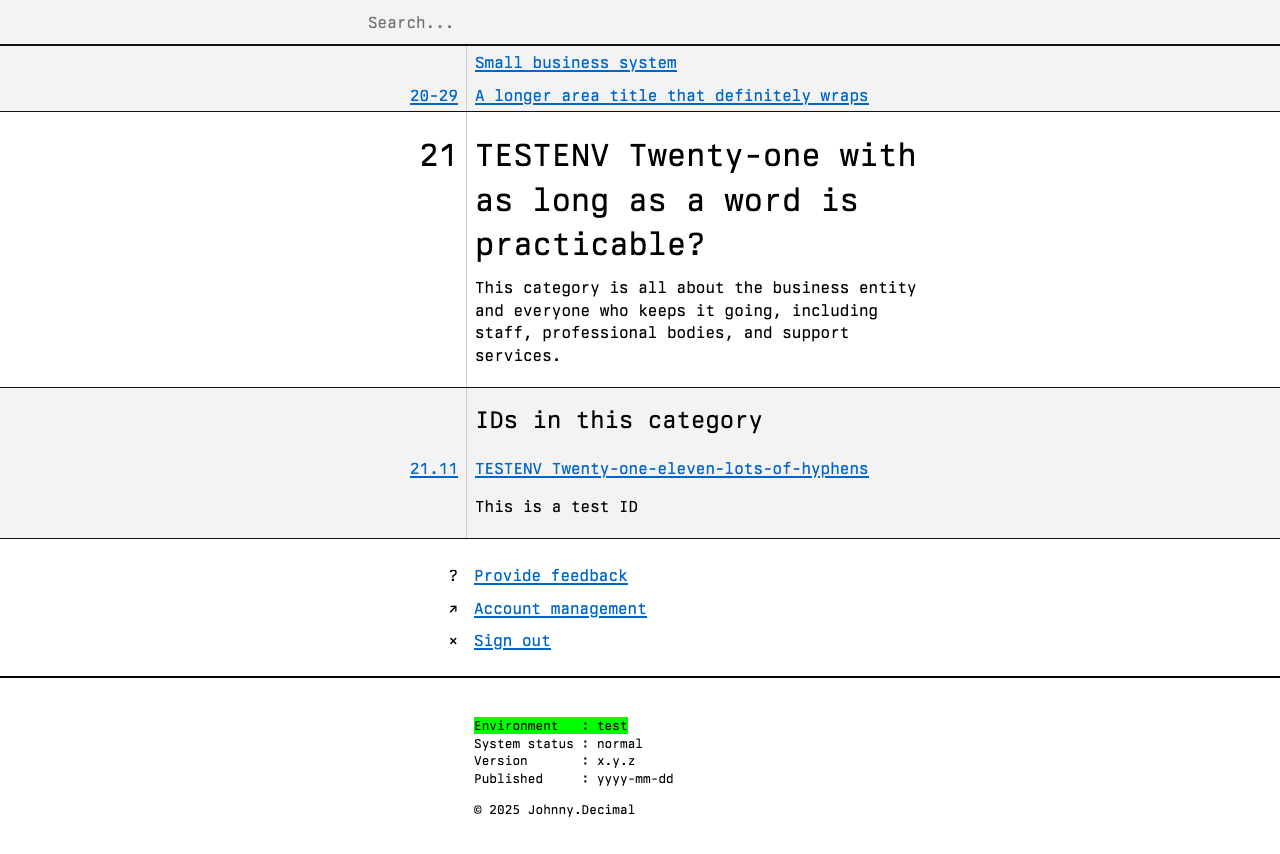 Search...
Small business system
20-29 A longer area title that definitely wraps
21 TESTENV Twenty-one with
as long as a word is
practicable?
This category is all about the business entity
and everyone who keeps it going, including
staff, professional bodies, and support
services.
IDs in this category
21.11 TESTENV Twenty-one-eleven-lots-of-hyphens
This is a test ID
? Provide feedback
↗ Account management
× Sign out
Environment : test
System status : normal
Version : x.y.z
Published : yyyy-mm-dd
© 2025 Johnny.Decimal